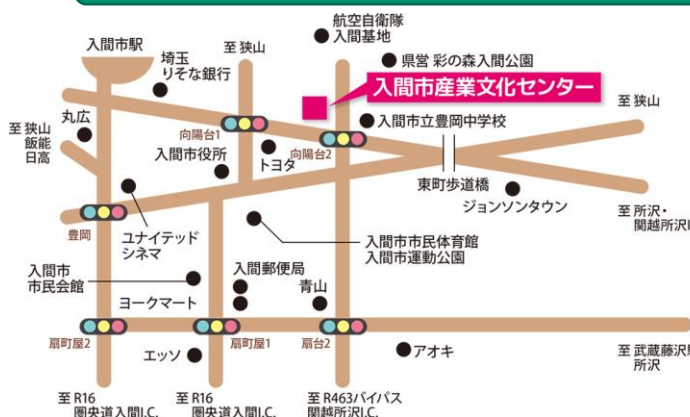 航空自衛隊
入間基地
入間市駅
至 狭山
埼玉
りそな銀行
県営 彩の森入間公園
入間市産業文化センター
丸広
至 狭山
飯能
日高
向陽台1
入間市立豊岡中学校
至 狭山
入間市役所
トヨタ
向陽台2
東町歩道橋
ジョンソンタウン
豊岡
ユナイテッド
シネマ
至 所沢・
関越所沢I.
入間市市民体育館
入間市運動公園
入間市
市民会館
入間郵便局
ヨークマート
青山
扇町屋2
エッソ
扇町屋1
扇台2
アオキ
至 武蔵藤沢
所沢
至 R16
圏央道入間I.C.
至 R16
圏央道入間I.C.
至 R463バイパス
関越所沢I.C.